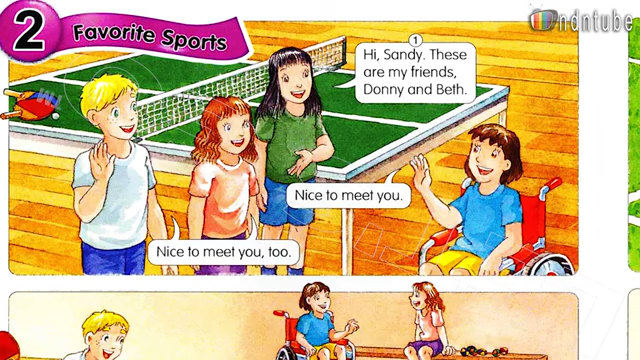 2 Favorite Sports
ndntube
1
Hi, Sandy. These
are my friends,
Donny and Beth.
Nice to meet you.
Nice to meet you, too.